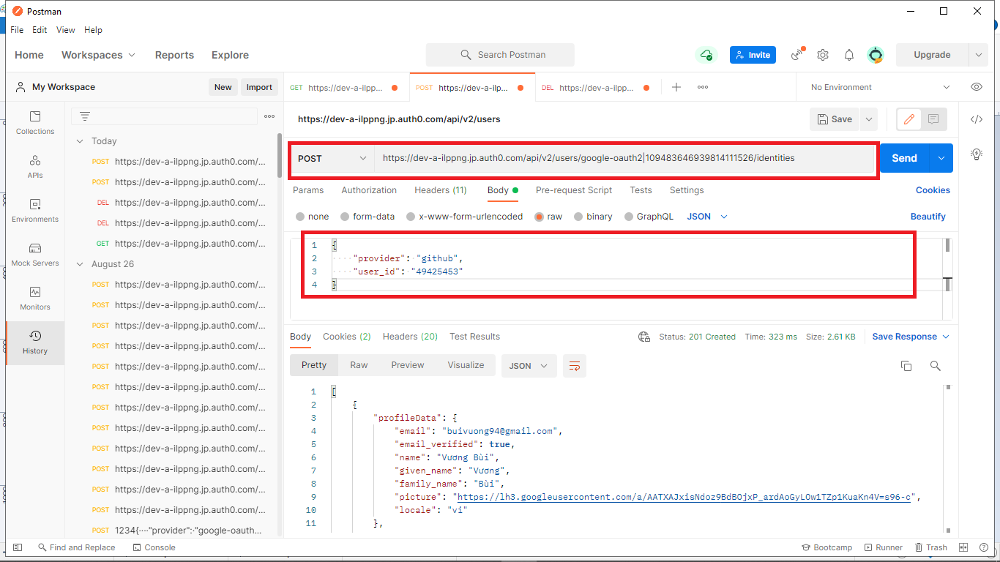 Postman
File Edit View Help
Home Workspaces Reports Explore Search Postman Invite Upgrade
My Workspace New Import GET https://dev-a-ilpp... POST https://dev-a-ilp... DEL https://dev-a-ilpp... No Environment
https://dev-a-ilppng.jp.auth0.com/api/v2/users Save
Collections
APIs
Environments
Mock Servers
Monitors
History
Today
POST https://dev-a-ilppng.jp.auth0.com/...
POST https://dev-a-ilppng.jp.auth0.com/...
DEL https://dev-a-ilppng.jp.auth0.com/...
DEL https://dev-a-ilppng.jp.auth0.com/...
GET https://dev-a-ilppng.jp.auth0.com/...
August 26
POST https://dev-a-ilppng.jp.auth0.com/...
POST https://dev-a-ilppng.jp.auth0.com/...
POST https://dev-a-ilppng.jp.auth0.com/...
POST https://dev-a-ilppng.jp.auth0.com/...
POST https://dev-a-ilppng.jp.auth0.com/...
POST https://dev-a-ilppng.jp.auth0.com/...
POST https://dev-a-ilppng.jp.auth0.com/...
POST https://dev-a-ilppng.jp.auth0.com/...
POST https://dev-a-ilppng.jp.auth0.com/...
POST https://dev-a-ilppng.jp.auth0.com/...
POST https://dev-a-ilppng.jp.auth0.com/...
POST https://dev-a-ilppng.jp.auth0.com/...
POST 1234{····"provider":·"google-oauth...
POST https://dev-a-ilppng.jp.auth0.com/api/v2/users/google-oauth2|109483646939814111526/identities Send
Params Authorization Headers (11) Body Pre-request Script Tests Settings Cookies
none form-data x-www-form-urlencoded raw binary GraphQL JSON Beautify
1 {
2 ····"provider":·"github",
3 ····"user_id":·"49425453"
4 }
Body Cookies (2) Headers (20) Test Results Status: 201 Created Time: 323 ms Size: 2.61 KB Save Response
Pretty Raw Preview Visualize JSON
1 [
2 {
3 "profileData": {
4 "email": "buivuong94@gmail.com",
5 "email_verified": true,
6 "name": "Vương Bùi",
7 "given_name": "Vương",
8 "family_name": "Bùi",
9 "picture": "https://lh3.googleusercontent.com/a/AATXAJxisNdoz9BdBOjxP_ardAoGyLOw1TZp1KuaKn4V=s96-c",
10 "locale": "vi"
11 },
Find and Replace Console Bootcamp Runner Trash